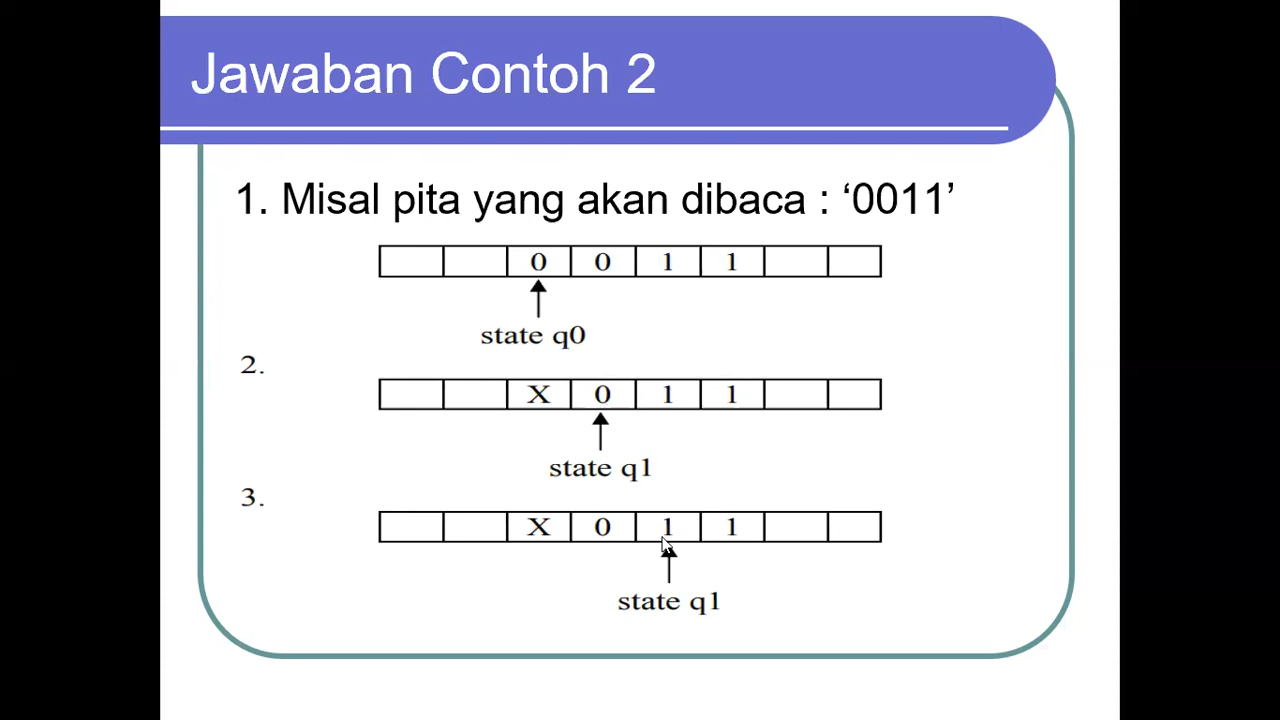 Jawaban Contoh 2
1. Misal pita yang akan dibaca : ‘0011’
0 0 1 1
state q0
2.
X 0 1 1
state q1
3.
X 0 1 1
state q1